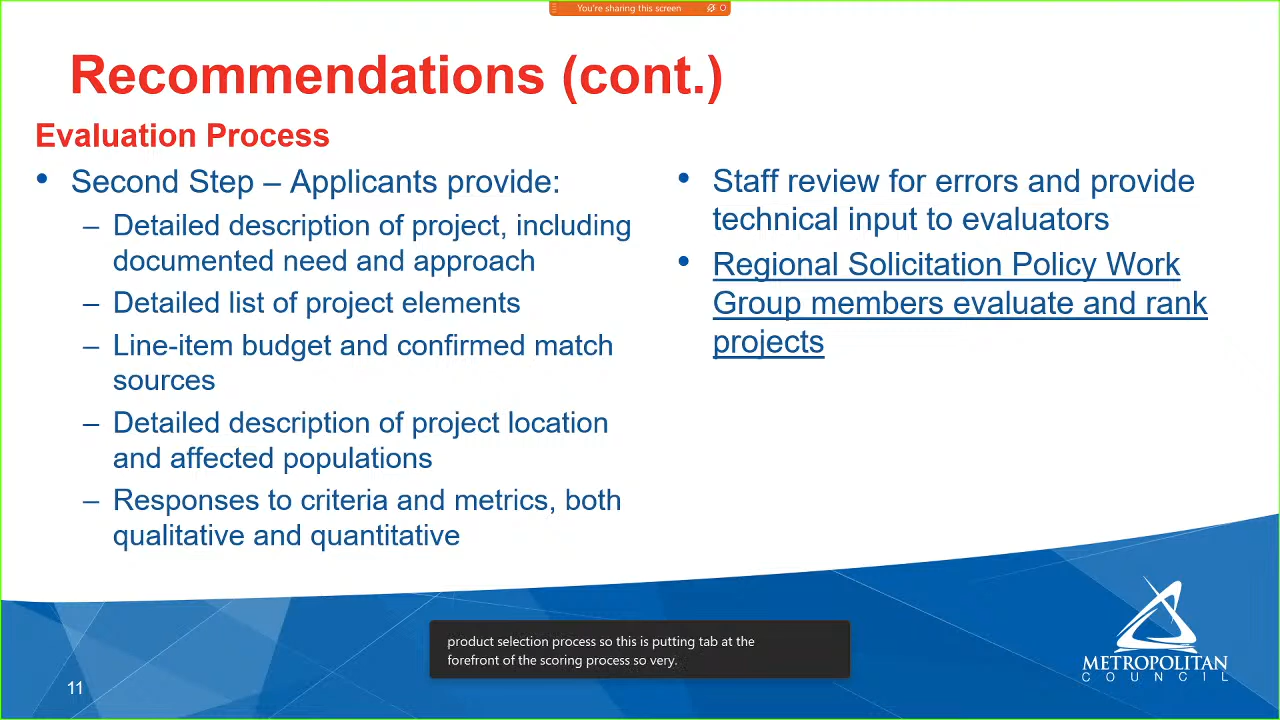 You're sharing this screen
Recommendations (cont.)
Evaluation Process
• Second Step – Applicants provide:
– Detailed description of project, including
documented need and approach
– Detailed list of project elements
– Line-item budget and confirmed match
sources
– Detailed description of project location
and affected populations
– Responses to criteria and metrics, both
qualitative and quantitative
• Staff review for errors and provide
technical input to evaluators
• Regional Solicitation Policy Work
Group members evaluate and rank
projects
product selection process so this is putting tab at the
forefront of the scoring process so very.
11
METROPOLITAN
COUNCIL